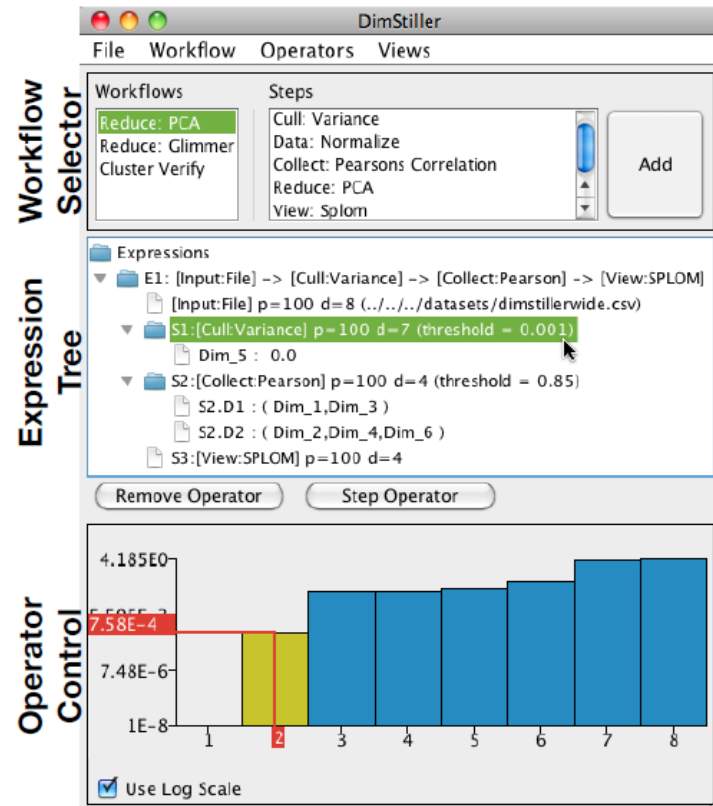 DimStiller
File Workflow Operators Views
Workflow Selector
Workflows
Reduce: PCA
Reduce: Glimmer
Cluster Verify
Steps
Cull: Variance
Data: Normalize
Collect: Pearsons Correlation
Reduce: PCA
View: Splom
Add
Expression Tree
Expressions
E1: [Input:File] -> [Cull:Variance] -> [Collect:Pearson] -> [View:SPLOM]
[Input:File] p=100 d=8 (../../../datasets/dimstillerwide.csv)
S1:[Cull:Variance] p=100 d=7 (threshold = 0.001)
Dim_5 : 0.0
S2:[Collect:Pearson] p=100 d=4 (threshold = 0.85)
S2.D1 : ( Dim_1,Dim_3 )
S2.D2 : ( Dim_2,Dim_4,Dim_6 )
S3:[View:SPLOM] p=100 d=4
Remove Operator Step Operator
Operator Control
4.185E0
7.58E-4
7.48E-6
1E-8
1 2 3 4 5 6 7 8
Use Log Scale